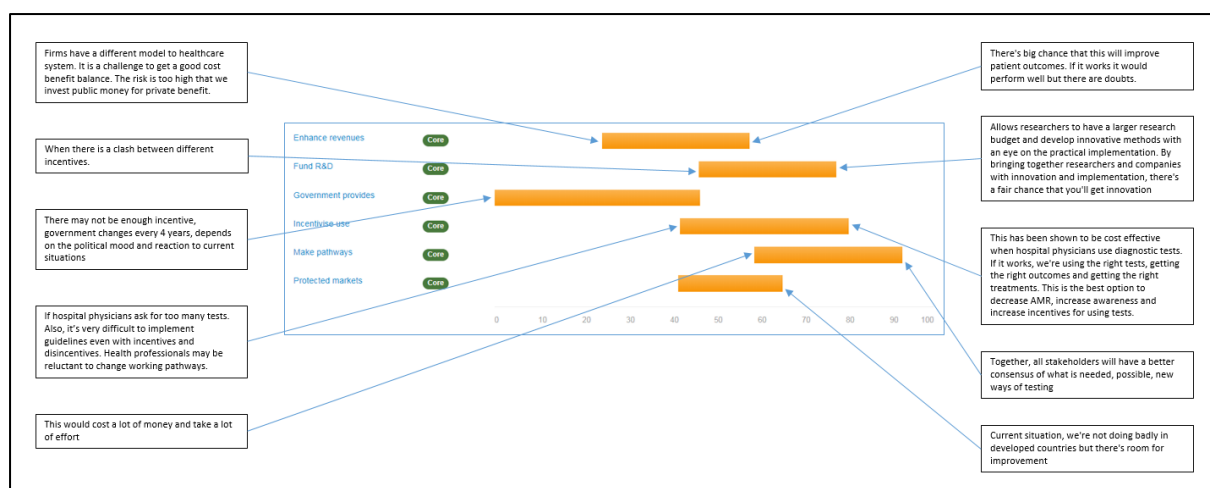 Firms have a different model to healthcare
system. It is a challenge to get a good cost
benefit balance. The risk is too high that we
invest public money for private benefit.
When there is a clash between different
incentives.
There may not be enough incentive,
government changes every 4 years, depends
on the political mood and reaction to current
situations
If hospital physicians ask for too many tests.
Also, it's very difficult to implement
guidelines even with incentives and
disincentives. Health professionals may be
reluctant to change working pathways.
This would cost a lot of money and take a lot
of effort
Enhance revenues Core
Fund R&D Core
Government provides Core
Incentivise use Core
Make pathways Core
Protected markets Core
0 10 20 30 40 50 60 70 80 90 100
There's big chance that this will improve
patient outcomes. If it works it would
perform well but there are doubts.
Allows researchers to have a larger research
budget and develop innovative methods with
an eye on the practical implementation. By
bringing together researchers and companies
with innovation and implementation, there's
a fair chance that you'll get innovation
This has been shown to be cost effective
when hospital physicians use diagnostic tests.
If it works, we're using the right tests, getting
the right outcomes and getting the right
treatments. This is the best option to
decrease AMR, increase awareness and
increase incentives for using tests.
Together, all stakeholders will have a better
consensus of what is needed, possible, new
ways of testing
Current situation, we're not doing badly in
developed countries but there's room for
improvement